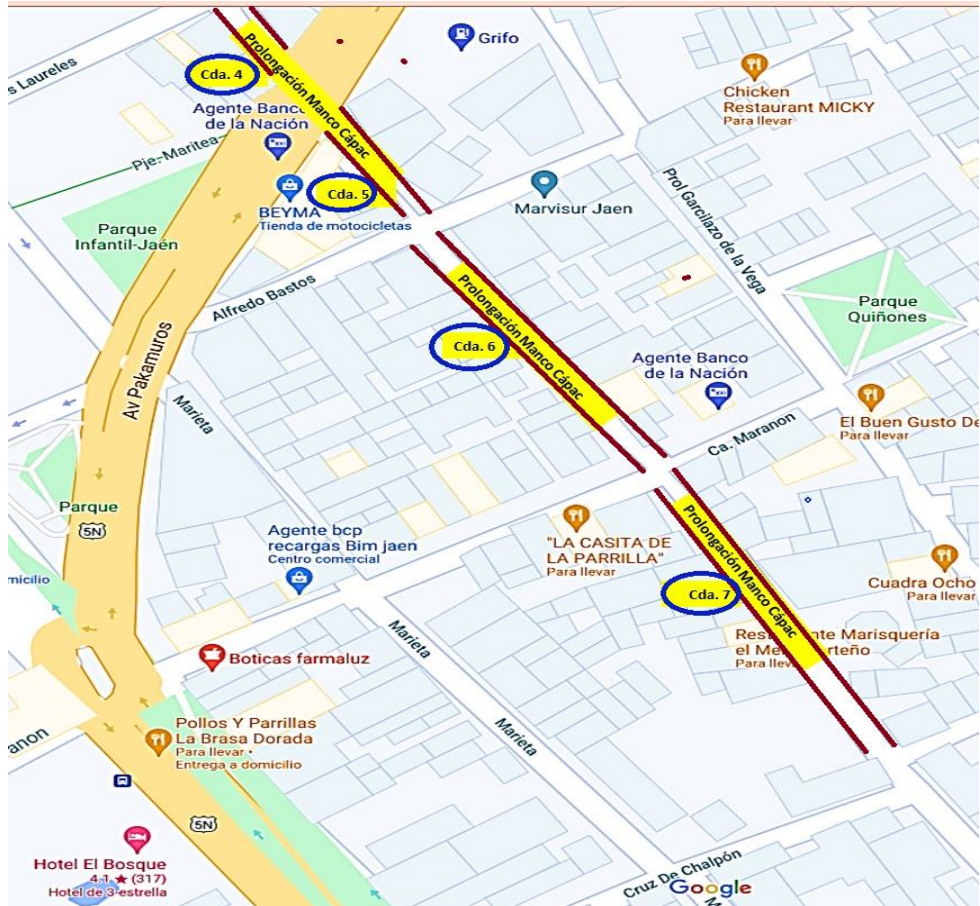 Prolongación Manco Cápac
Grifo
s Laureles
Cda. 4
Chicken
Restaurant MICKY
Para llevar
Agente Banco
de la Nación
Pje-Maritea
Cda. 5
BEYMA
Tienda de motocicletas
Marvisur Jaen
Prol Garcilazo de la Vega
Parque
Infantil-Jaén
Alfredo Bastos
Prolongación Manco Cápac
Parque
Quiñones
Av Pakamuros
Cda. 6
Agente Banco
de la Nación
Marieta
El Buen Gusto De
Para llevar
Ca. Maranon
Parque
5N
Agente bcp
recargas Bim jaen
Centro comercial
"LA CASITA DE
LA PARRILLA"
Para llevar
Prolongación Manco Cápac
micilio
Cda. 7
Cuadra Ocho
Para llevar
Marieta
Marisquería
el
Boticas farmaluz
Pollos Y Parrillas
La Brasa Dorada
Para llevar •
Entrega a domicilio
Marieta
anon
5N
Hotel El Bosque
4.1 ★ (317)
Hotel de 3 estrella
Cruz De Chalpón
Google